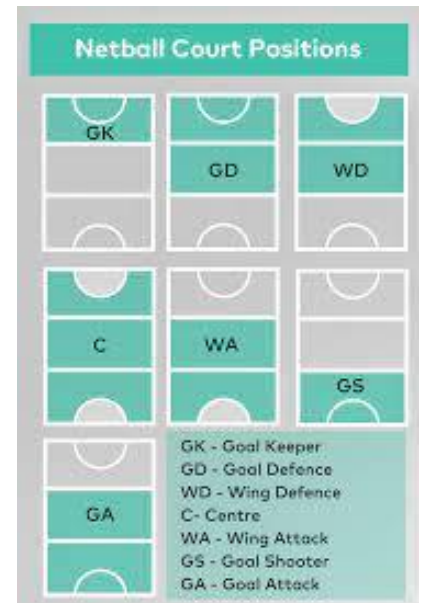 Netball Court Positions
GK
GD
WD
C
WA
GS
GA
GK - Goal Keeper
GD - Goal Defence
WD - Wing Defence
C- Centre
WA - Wing Attack
GS - Goal Shooter
GA - Goal Attack